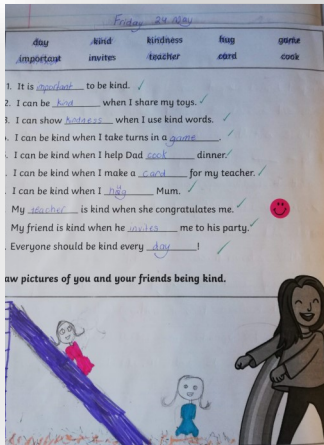 Friday 24 May
day kind kindness hug game
important invites teacher card cook
1. It is important to be kind.
2. I can be kind when I share my toys.
3. I can show kindness when I use kind words.
. I can be kind when I take turns in a game.
. I can be kind when I help Dad cook dinner.
. I can be kind when I make a card for my teacher.
I can be kind when I hug Mum.
My teacher is kind when she congratulates me.
My friend is kind when he invites me to his party.
. Everyone should be kind every day!
aw pictures of you and your friends being kind.